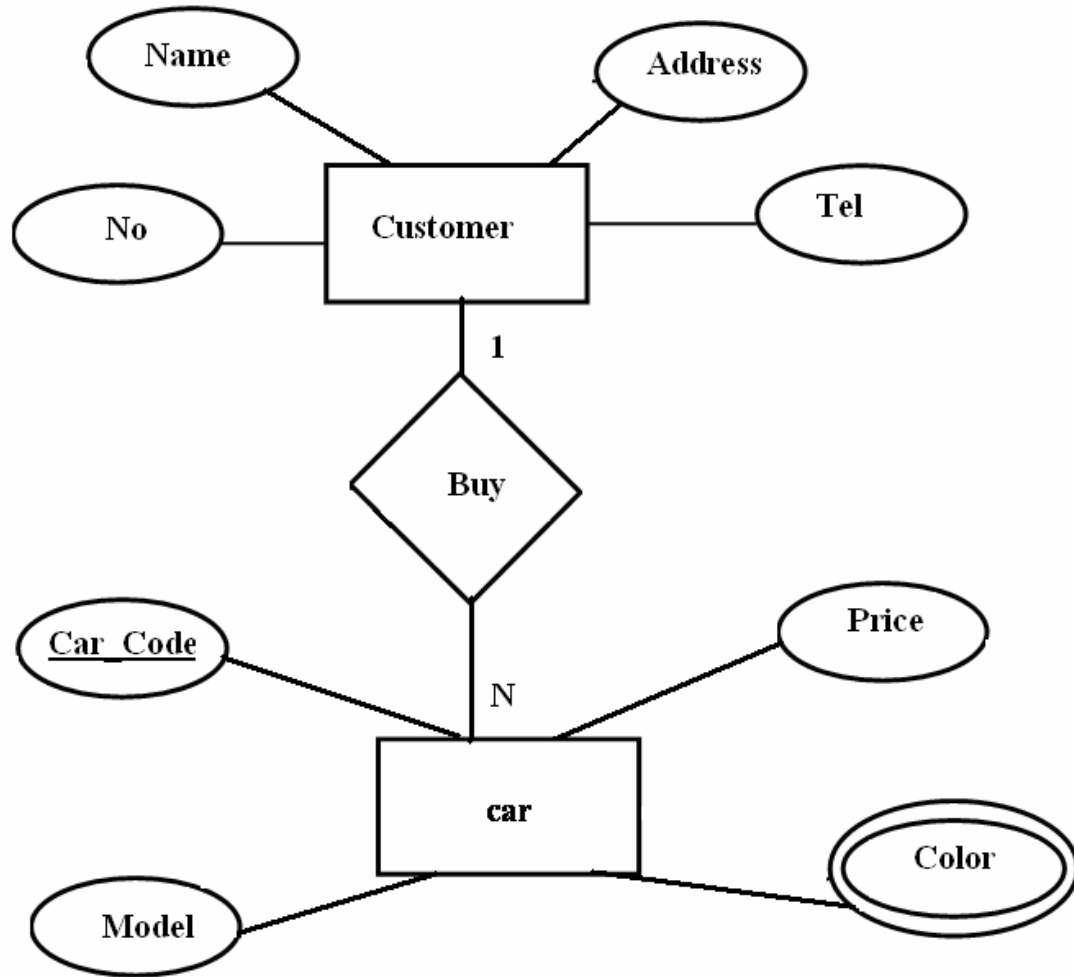 Name
Address
No
Customer
Tel
1
Buy
Car_Code
Price
N
car
Color
Model